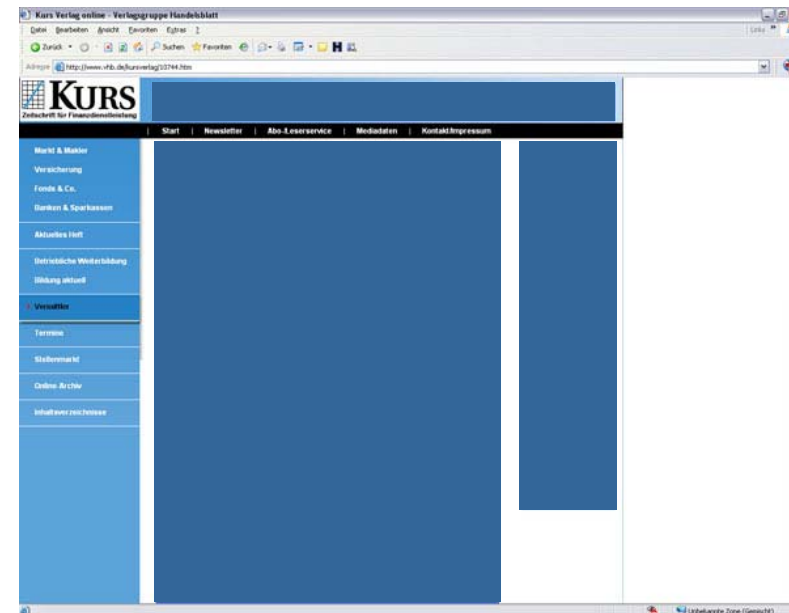 Kurs Verlag online - Verlagsgruppe Handelsblatt
Datei Bearbeiten Ansicht Favoriten Extras ?
Links »
Zurück Suchen Favoriten
Adresse http://www.vhb.de/kursverlag/10744.htm
KURS
Zeitschrift für Finanzdienstleistung
| Start | Newsletter | Abo-/Leserservice | Mediadaten | Kontakt/Impressum
Markt & Makler
Versicherung
Fonds & Co.
Banken & Sparkassen
Aktuelles Heft
Betriebliche Weiterbildung
Bildung aktuell
Versottler
Termine
Stellenmarkt
Online Archiv
Inhaltsverzeichnisse
Unbekannte Zone (Gemischt)